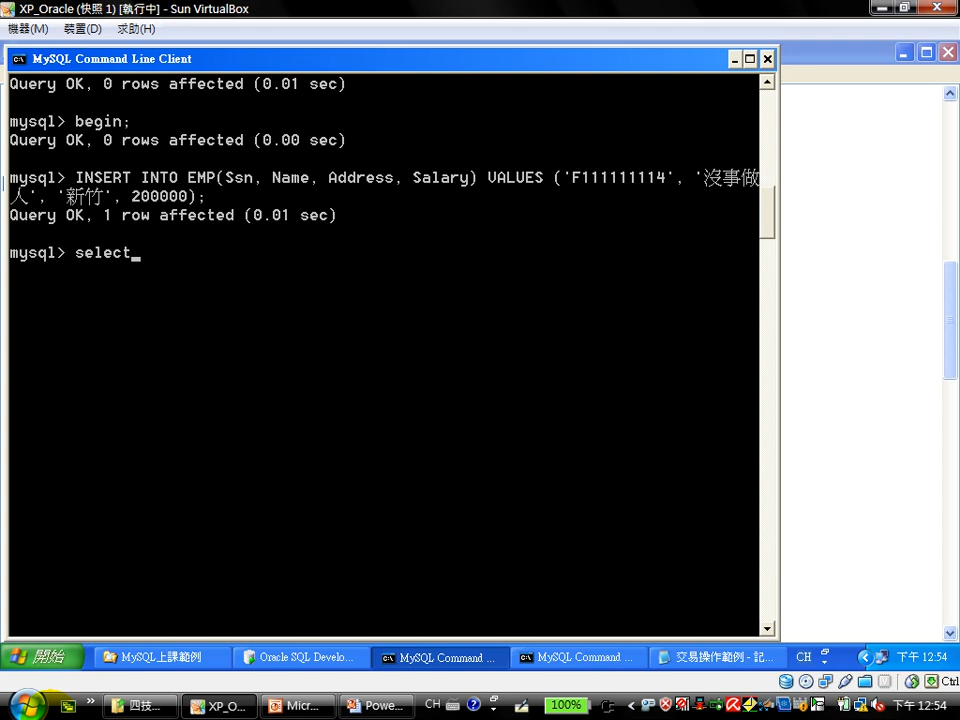 XP_Oracle (快照 1) [執行中] - Sun VirtualBox
機器(M) 裝置(D) 求助(H)
MySQL Command Line Client
Query OK, 0 rows affected (0.01 sec)
mysql> begin;
Query OK, 0 rows affected (0.00 sec)
mysql> INSERT INTO EMP(Ssn, Name, Address, Salary) VALUES ('F111111114', '沒事做
人', '新竹', 200000);
Query OK, 1 row affected (0.01 sec)
mysql> select_
開始 MySQL上課範例 Oracle SQL Develo... MySQL Command ... MySQL Command ... 交易操作範例 - 記... CH 下午 12:54
Ctrl
四技... XP_O... Micr... Powe... CH 100% 下午 12:54